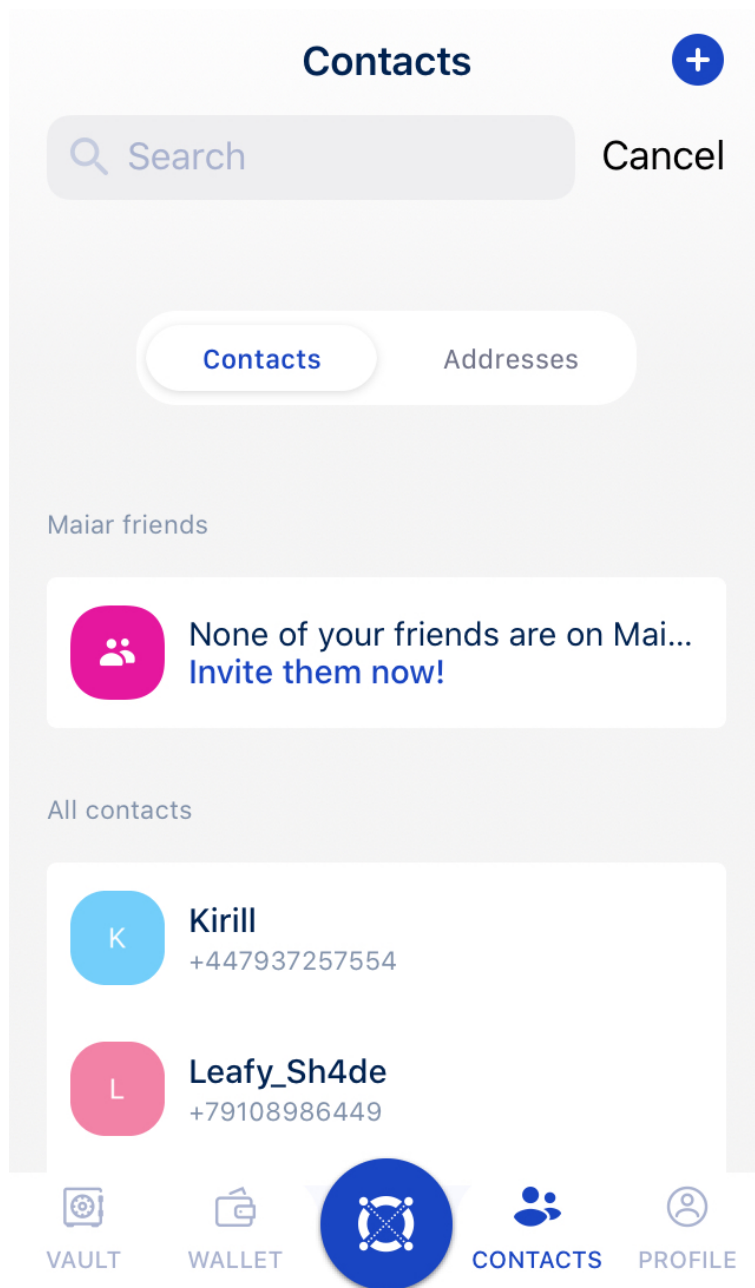 Contacts
Search
Cancel
Contacts
Addresses
Maiar friends
None of your friends are on Mai...
Invite them now!
All contacts
K
Kirill
+447937257554
L
Leafy_Sh4de
+79108986449
VAULT
WALLET
CONTACTS
PROFILE